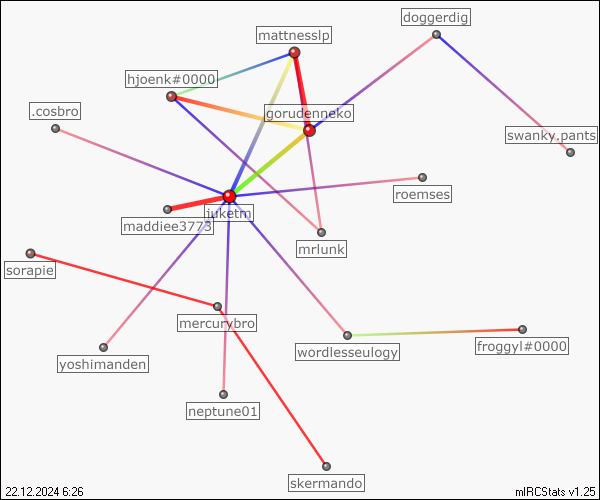 doggerdig
mattnesslp
hjoenk#0000
.cosbro
gorudenneko
swanky.pants
roemses
juketm
maddiee3773
mrlunk
sorapie
mercurybro
wordlesseulogy
froggyl#0000
yoshimanden
neptune01
skermando
22.12.2024 6:26
mIRCStats v1.25